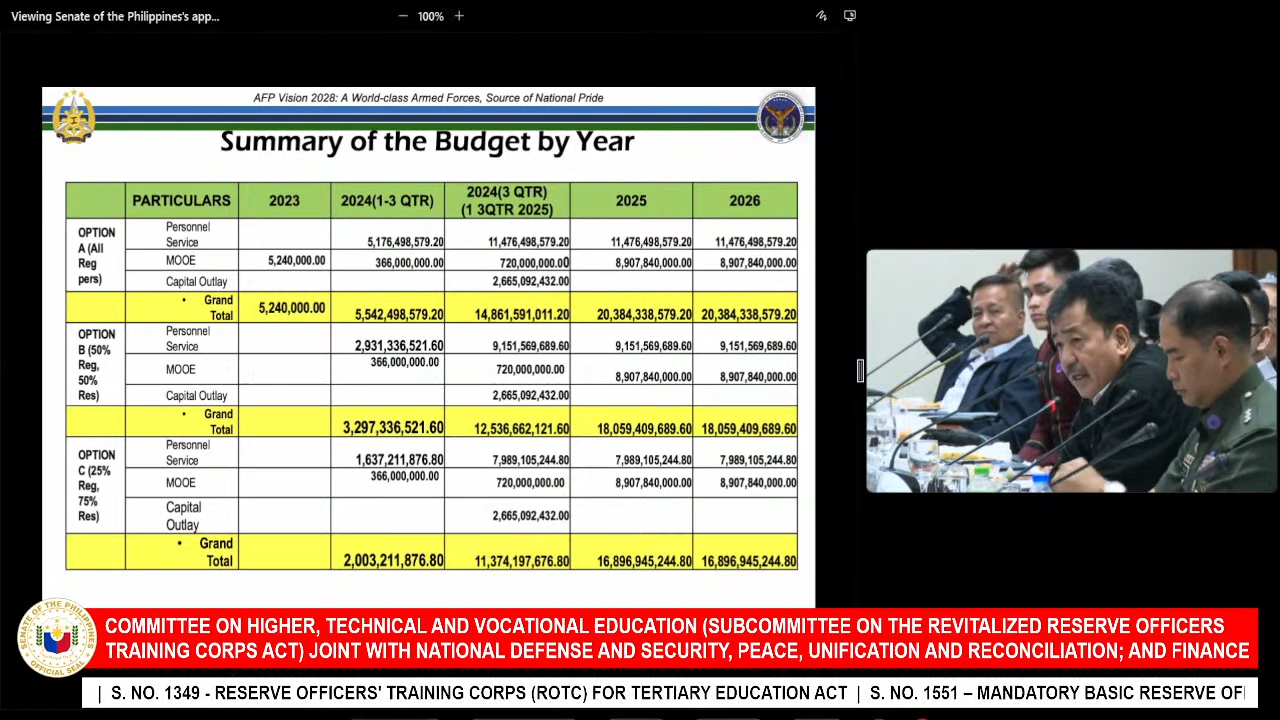 Viewing Senate of the Philippines's app...
100%
AFP Vision 2028: A World-class Armed Forces, Source of National Pride
Summary of the Budget by Year
PARTICULARS 2023 2024(1-3 QTR) 2024(3 QTR) (1 3QTR 2025) 2025 2026
OPTION A (All Reg pers)
Personnel Service 5,176,498,579.20 11,476,498,579.20 11,476,498,579.20 11,476,498,579.20
MOOE 5,240,000.00 366,000,000.00 720,000,000.00 8,907,840,000.00 8,907,840,000.00
Capital Outlay 2,665,092,432.00
• Grand Total 5,240,000.00 5,542,498,579.20 14,861,591,011.20 20,384,338,579.20 20,384,338,579.20
OPTION B (50% Reg, 50% Res)
Personnel Service 2,931,336,521.60 9,151,569,689.60 9,151,569,689.60 9,151,569,689.60
MOOE 366,000,000.00 720,000,000.00 8,907,840,000.00 8,907,840,000.00
Capital Outlay 2,665,092,432.00
• Grand Total 3,297,336,521.60 12,536,662,121.60 18,059,409,689.60 18,059,409,689.60
OPTION C (25% Reg, 75% Res)
Personnel Service 1,637,211,876.80 7,989,105,244.80 7,989,105,244.80 7,989,105,244.80
MOOE 366,000,000.00 720,000,000.00 8,907,840,000.00 8,907,840,000.00
Capital Outlay 2,665,092,432.00
• Grand Total 2,003,211,876.80 11,374,197,676.80 16,896,945,244.80 16,896,945,244.80
SENATE OF THE PHILIPPINES
OFFICIAL SEAL
COMMITTEE ON HIGHER, TECHNICAL AND VOCATIONAL EDUCATION (SUBCOMMITTEE ON THE REVITALIZED RESERVE OFFICERS
TRAINING CORPS ACT) JOINT WITH NATIONAL DEFENSE AND SECURITY, PEACE, UNIFICATION AND RECONCILIATION; AND FINANCE
| S. NO. 1349 - RESERVE OFFICERS' TRAINING CORPS (ROTC) FOR TERTIARY EDUCATION ACT | S. NO. 1551 – MANDATORY BASIC RESERVE OF